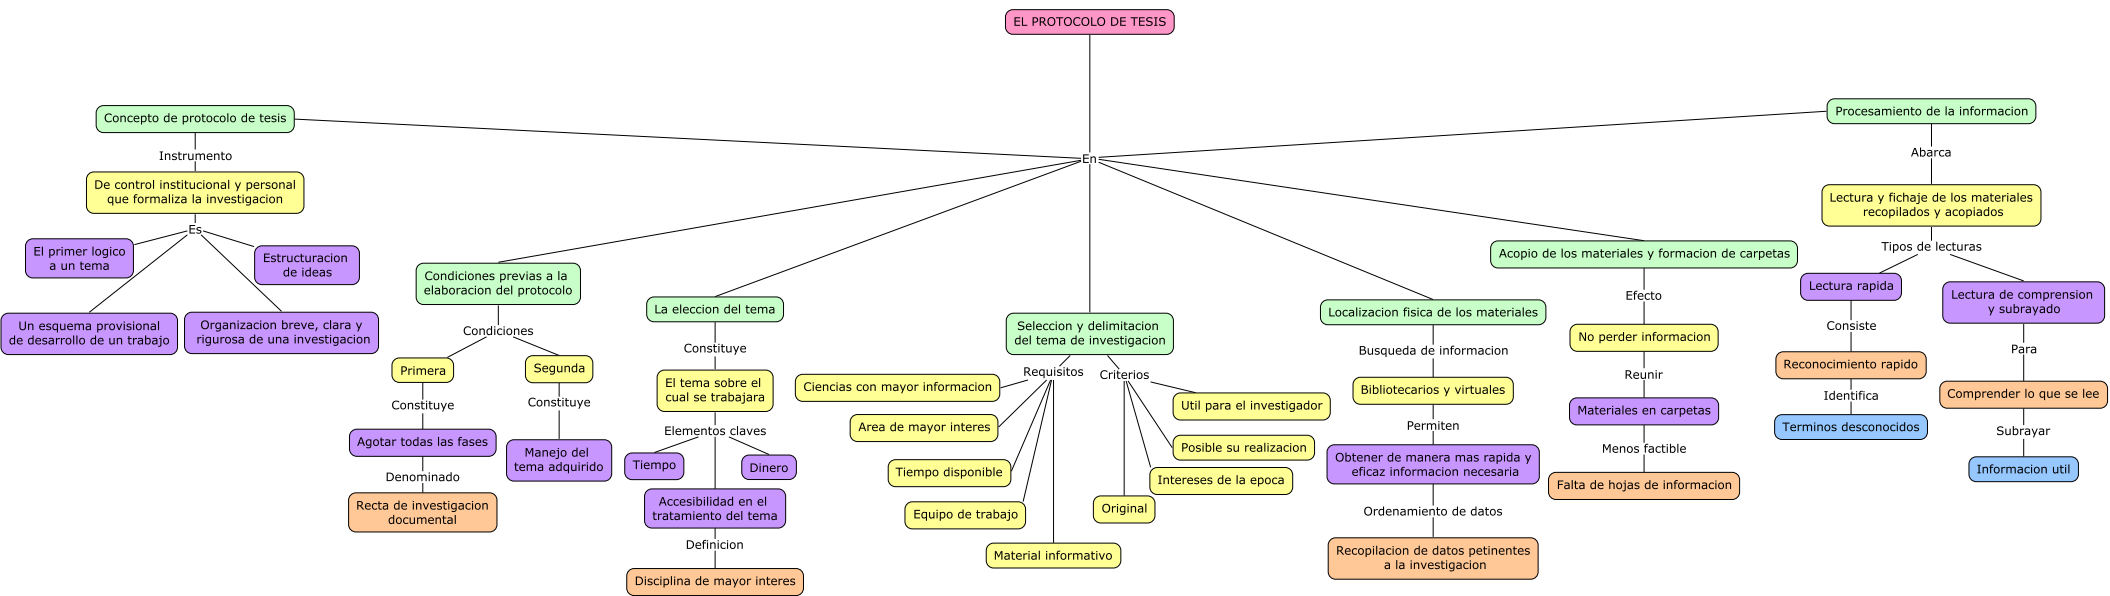 EL PROTOCOLO DE TESIS
Concepto de protocolo de tesis
Instrumento
De control institucional y personal
que formaliza la investigacion
Es
El primer logico
a un tema
Estructuracion
de ideas
Un esquema provisional
de desarrollo de un trabajo
Organizacion breve, clara y
rigurosa de una investigacion
En
Condiciones previas a la
elaboracion del protocolo
Condiciones
Primera
Constituye
Agotar todas las fases
Denominado
Recta de investigacion
documental
Segunda
Constituye
Manejo del
tema adquirido
La eleccion del tema
Constituye
El tema sobre el
cual se trabajara
Elementos claves
Tiempo
Dinero
Accesibilidad en el
tratamiento del tema
Definicion
Disciplina de mayor interes
Seleccion y delimitacion
del tema de investigacion
Requisitos
Ciencias con mayor informacion
Area de mayor interes
Tiempo disponible
Equipo de trabajo
Material informativo
Criterios
Util para el investigador
Posible su realizacion
Intereses de la epoca
Original
Localizacion fisica de los materiales
Busqueda de informacion
Bibliotecarios y virtuales
Permiten
Obtener de manera mas rapida y
eficaz informacion necesaria
Ordenamiento de datos
Recopilacion de datos petinentes
a la investigacion
Acopio de los materiales y formacion de carpetas
Efecto
No perder informacion
Reunir
Materiales en carpetas
Menos factible
Falta de hojas de informacion
Procesamiento de la informacion
Abarca
Lectura y fichaje de los materiales
recopilados y acopiados
Tipos de lecturas
Lectura rapida
Consiste
Reconocimiento rapido
Identifica
Terminos desconocidos
Lectura de comprension
y subrayado
Para
Comprender lo que se lee
Subrayar
Informacion util